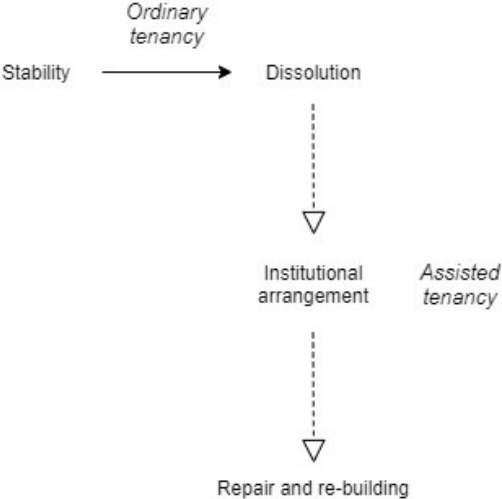 Ordinary
tenancy
Stability
Dissolution
Institutional
arrangement
Assisted
tenancy
Repair and re-building